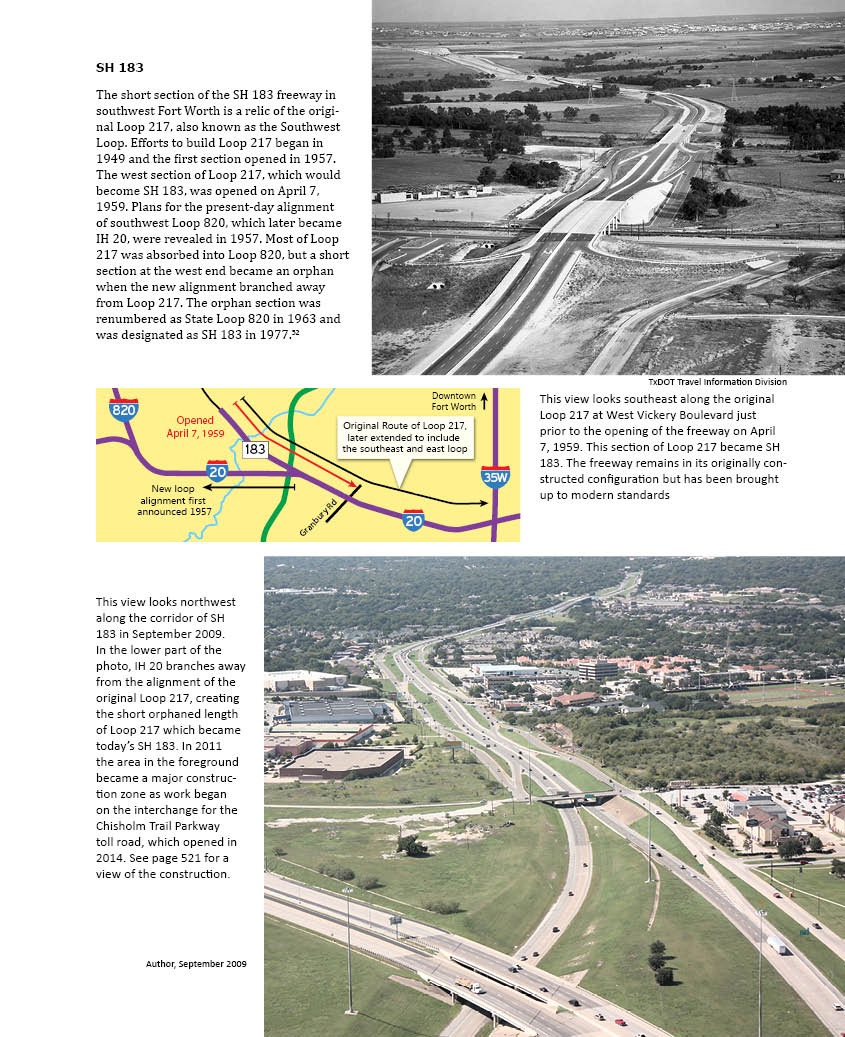 SH 183
The short section of the SH 183 freeway in
southwest Fort Worth is a relic of the origi-
nal Loop 217, also known as the Southwest
Loop. Efforts to build Loop 217 began in
1949 and the first section opened in 1957.
The west section of Loop 217, which would
become SH 183, was opened on April 7,
1959. Plans for the present-day alignment
of southwest Loop 820, which later became
IH 20, were revealed in 1957. Most of Loop
217 was absorbed into Loop 820, but a short
section at the west end became an orphan
when the new alignment branched away
from Loop 217. The orphan section was
renumbered as State Loop 820 in 1963 and
was designated as SH 183 in 1977.³²
TxDOT Travel Information Division
This view looks southeast along the original
Loop 217 at West Vickery Boulevard just
prior to the opening of the freeway on April
7, 1959. This section of Loop 217 became SH
183. The freeway remains in its originally con-
structed configuration but has been brought
up to modern standards
820
Opened
April 7, 1959
183
20
New loop
alignment first
announced 1957
Granbury Rd
Downtown
Fort Worth
Original Route of Loop 217,
later extended to include
the southeast and east loop
35W
20
This view looks northwest
along the corridor of SH
183 in September 2009.
In the lower part of the
photo, IH 20 branches away
from the alignment of the
original Loop 217, creating
the short orphaned length
of Loop 217 which became
today's SH 183. In 2011
the area in the foreground
became a major construc-
tion zone as work began
on the interchange for the
Chisholm Trail Parkway
toll road, which opened in
2014. See page 521 for a
view of the construction.
Author, September 2009